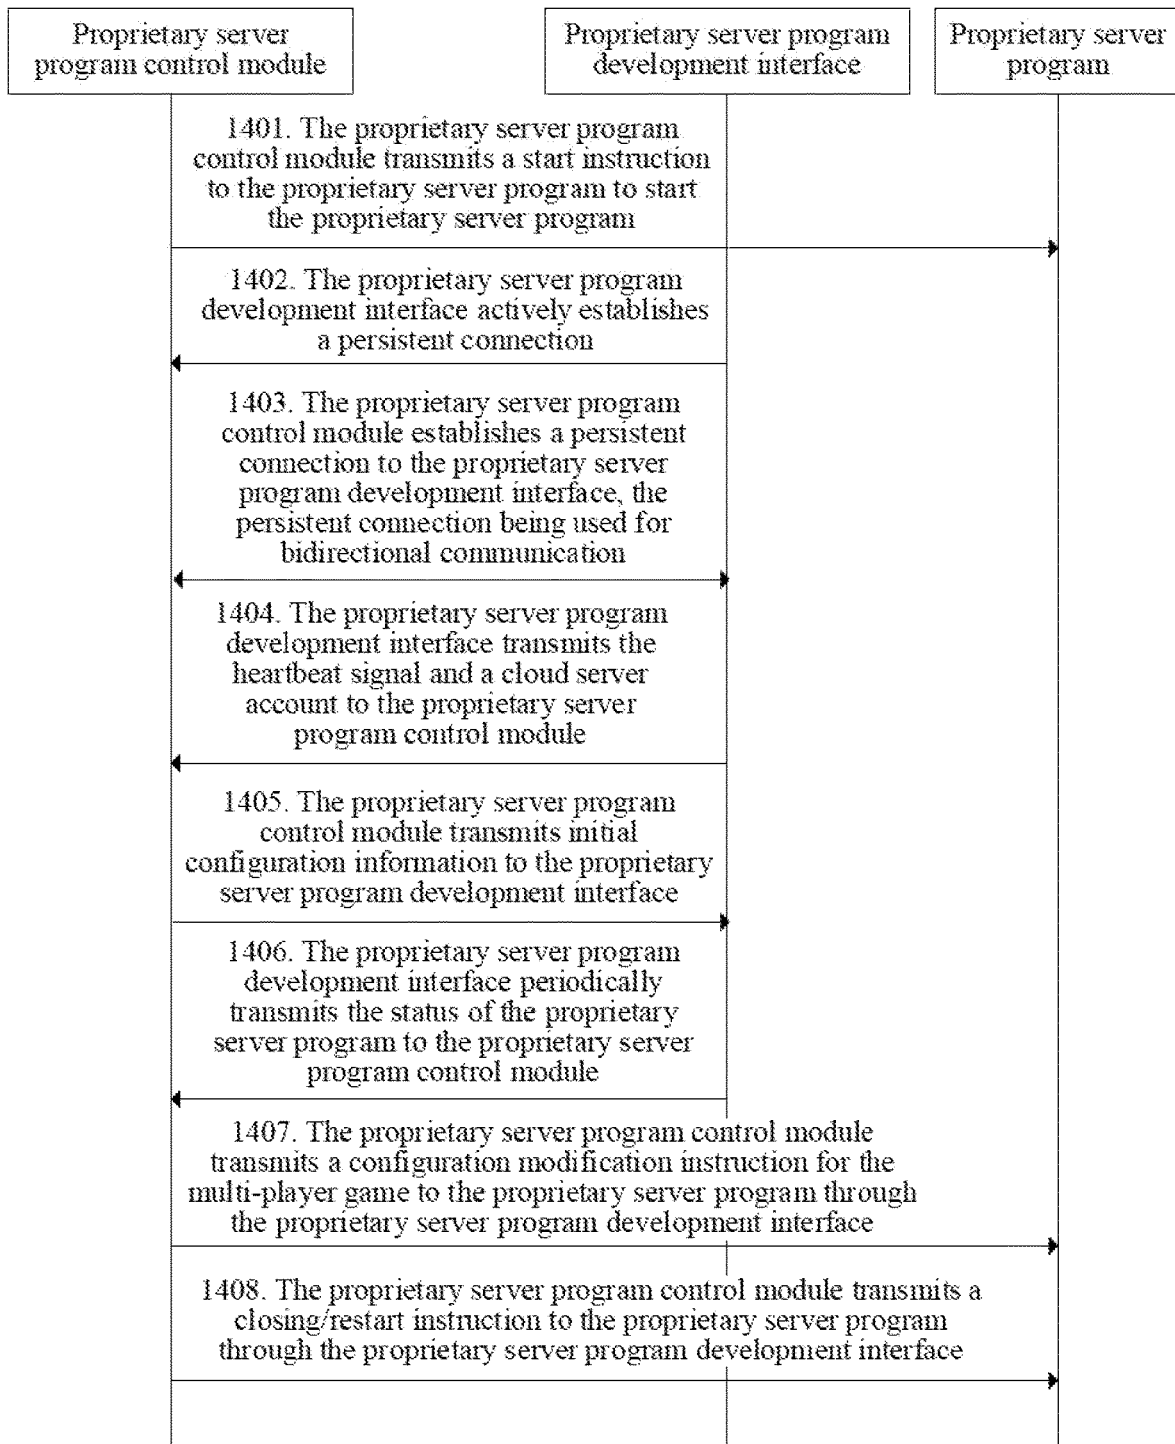 Proprietary server
program control module
Proprietary server program
development interface
Proprietary server
program
1401. The proprietary server program
control module transmits a start instruction
to the proprietary server program to start
the proprietary server program
1402. The proprietary server program
development interface actively establishes
a persistent connection
1403. The proprietary server program
control module establishes a persistent
connection to the proprietary server
program development interface, the
persistent connection being used for
bidirectional communication
1404. The proprietary server program
development interface transmits the
heartbeat signal and a cloud server
account to the proprietary server
program control module
1405. The proprietary server program
control module transmits initial
configuration information to the proprietary
server program development interface
1406. The proprietary server program
development interface periodically
transmits the status of the proprietary
server program to the proprietary server
program control module
1407. The proprietary server program control module
transmits a configuration modification instruction for the
multi-player game to the proprietary server program through
the proprietary server program development interface
1408. The proprietary server program control module transmits a
closing/restart instruction to the proprietary server program
through the proprietary server program development interface